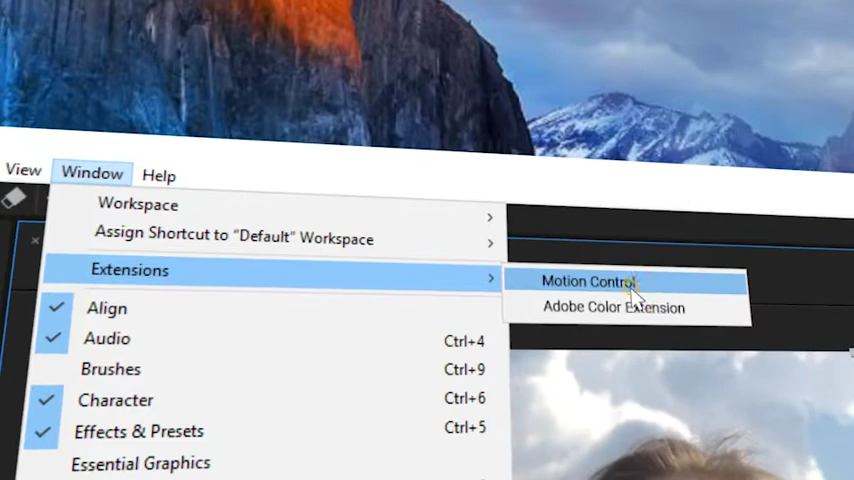 View Window Help
Workspace
Assign Shortcut to “Default” Workspace
Extensions
Motion Control
Adobe Color Extension
Align
Audio Ctrl+4
Brushes Ctrl+9
Character Ctrl+6
Effects & Presets Ctrl+5
Essential Graphics